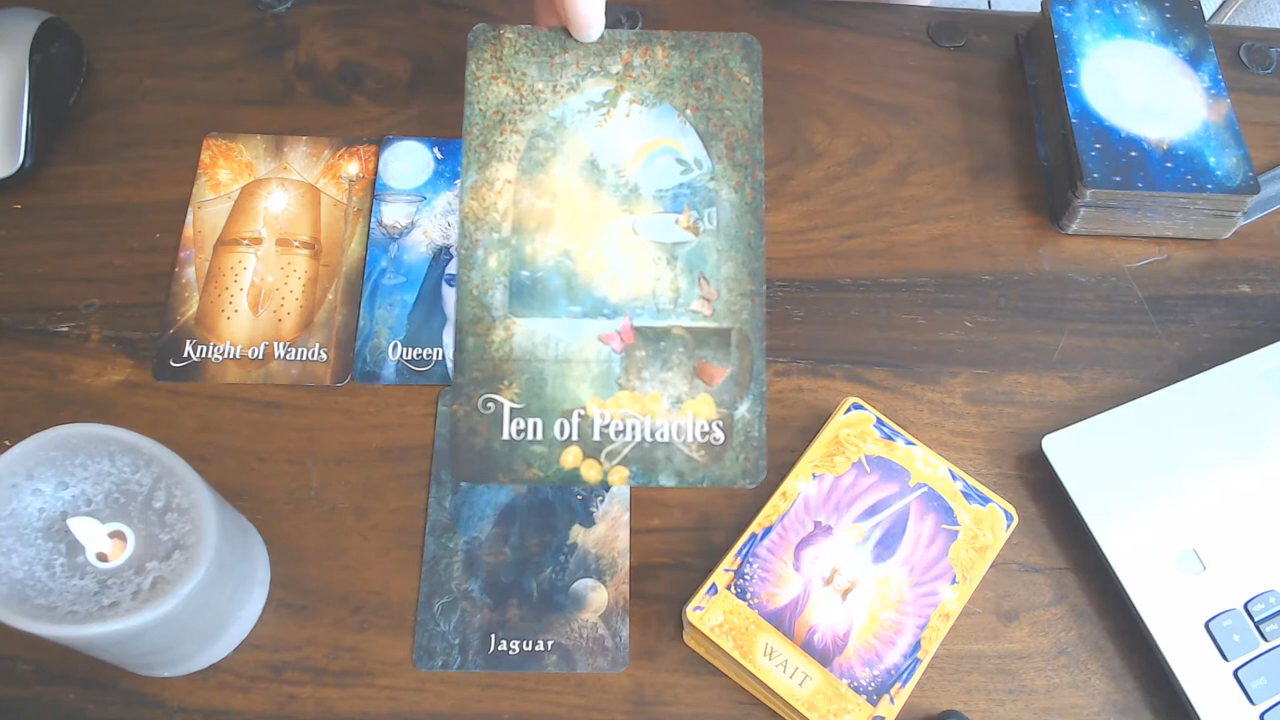 Knight of Wands
Queen
Ten of Pentacles
Jaguar
WAIT